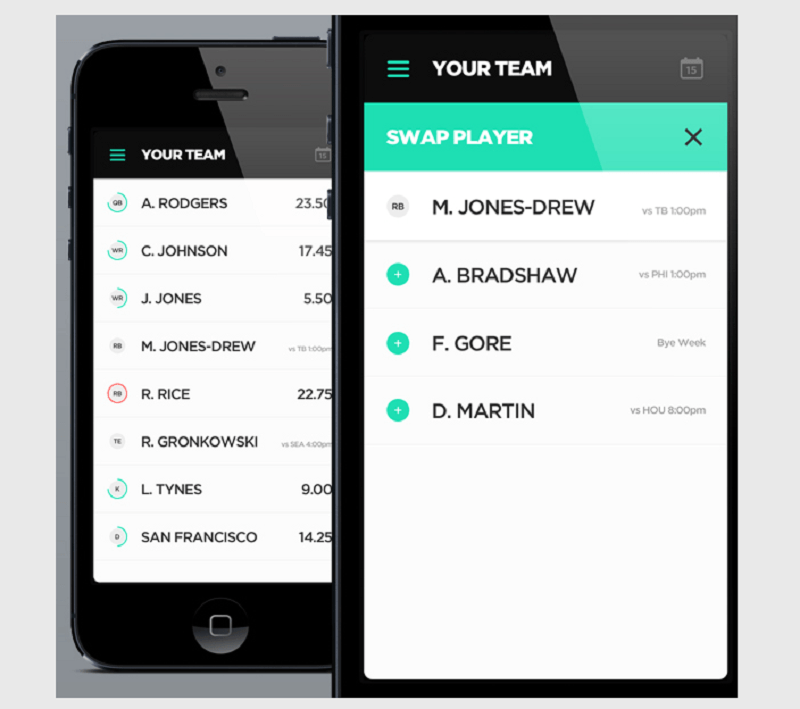 YOUR TEAM
15
QB A. RODGERS 23.50
WR C. JOHNSON 17.45
WR J. JONES 5.50
RB M. JONES-DREW vs TB 1:00pm
RB R. RICE 22.75
TE R. GRONKOWSKI vs SEA 4:00pm
K L. TYNES 9.00
D SAN FRANCISCO 14.25
YOUR TEAM
15
SWAP PLAYER
RB M. JONES-DREW vs TB 1:00pm
A. BRADSHAW vs PHI 1:00pm
F. GORE Bye Week
D. MARTIN vs HOU 8:00pm